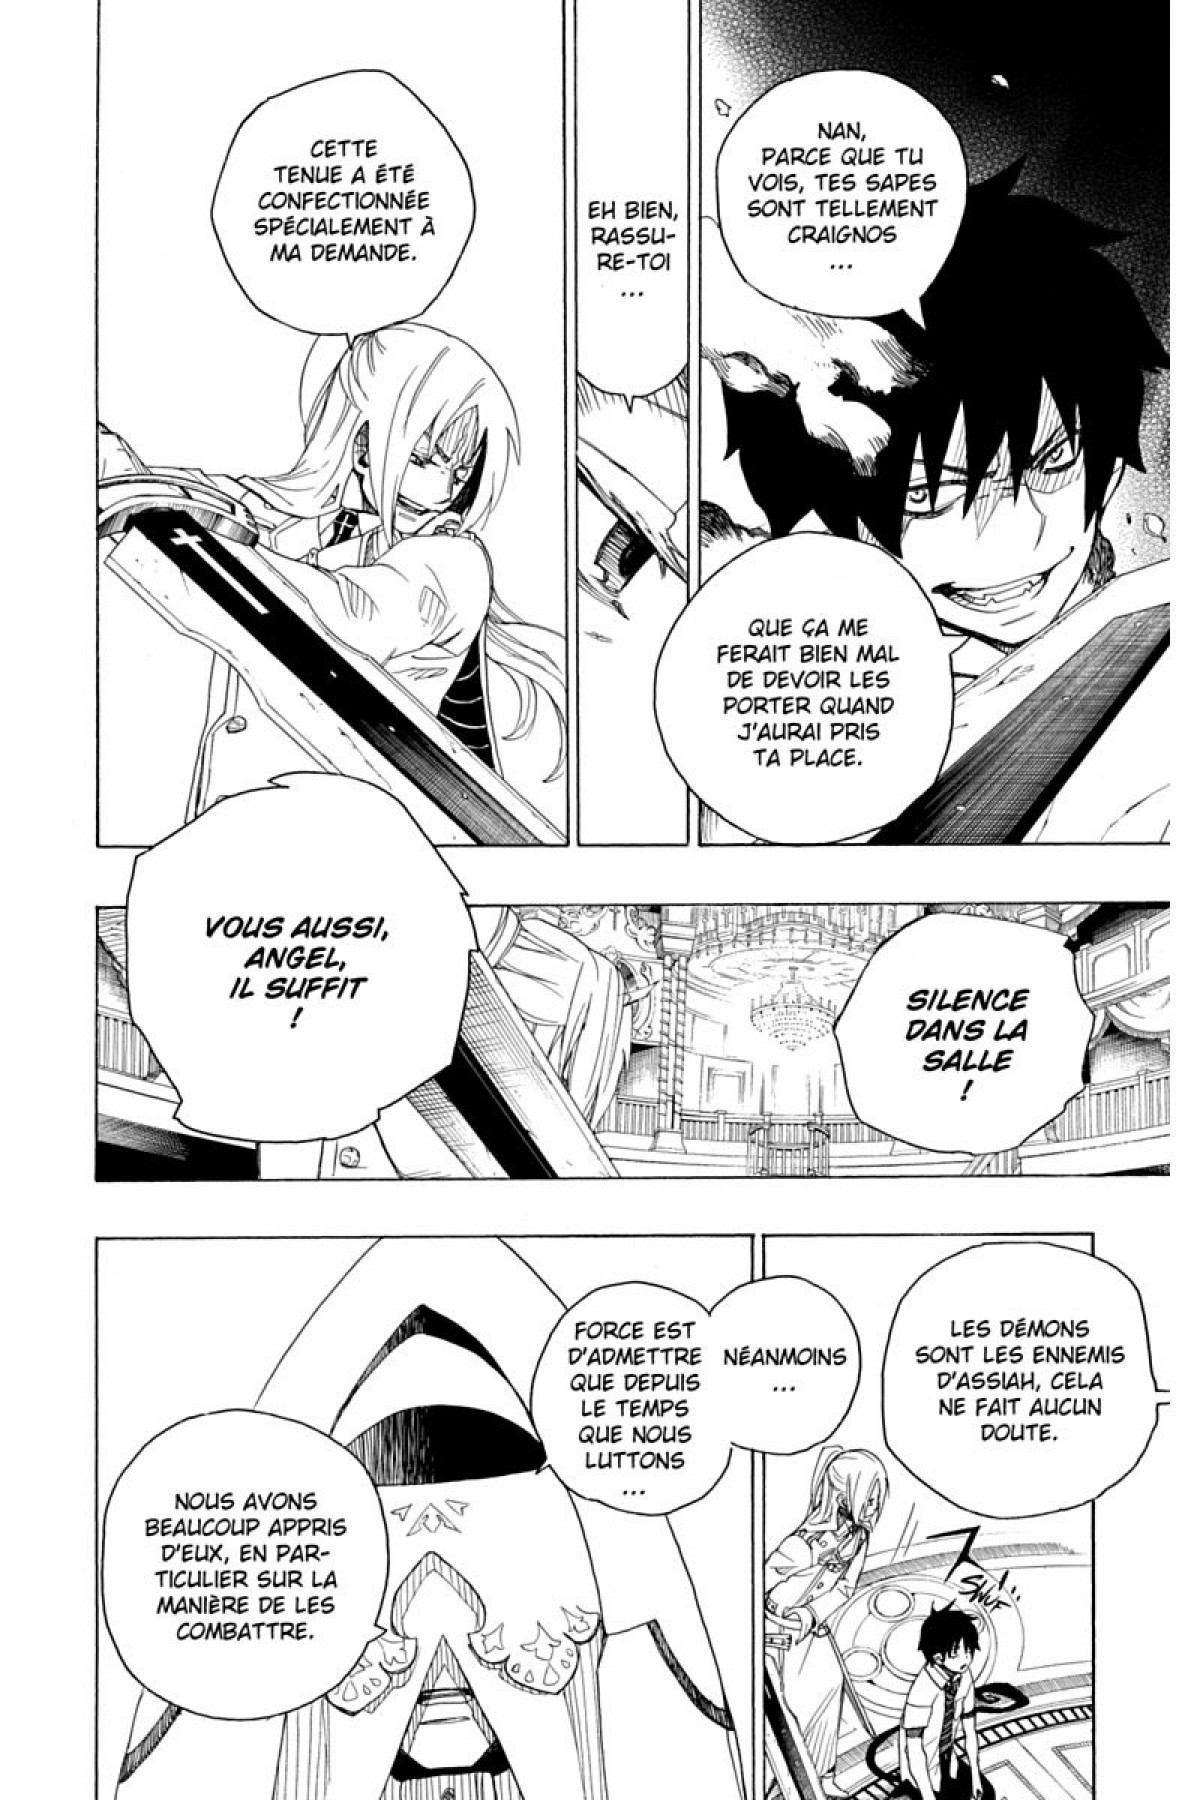 NAN,
PARCE QUE TU
VOIS, TES SAPES
SONT TELLEMENT
CRAIGNOS
...
QUE ÇA ME
FERAIT BIEN MAL
DE DEVOIR LES
PORTER QUAND
J'AURAI PRIS
TA PLACE.
EH BIEN,
RASSU-
RE-TOI
...
CETTE
TENUE A ÉTÉ
CONFECTIONNÉE
SPÉCIALEMENT À
MA DEMANDE.
SILENCE
DANS LA
SALLE
!
VOUS AUSSI,
ANGEL,
IL SUFFIT
!
LES DÉMONS
SONT LES ENNEMIS
D'ASSIAH, CELA
NE FAIT AUCUN
DOUTE.
SWUF
NÉANMOINS
...
FORCE EST
D'ADMETTRE
QUE DEPUIS
LE TEMPS
QUE NOUS
LUTTONS
...
NOUS AVONS
BEAUCOUP APPRIS
D'EUX, EN PAR-
TICULIER SUR LA
MANIÈRE DE LES
COMBATTRE.